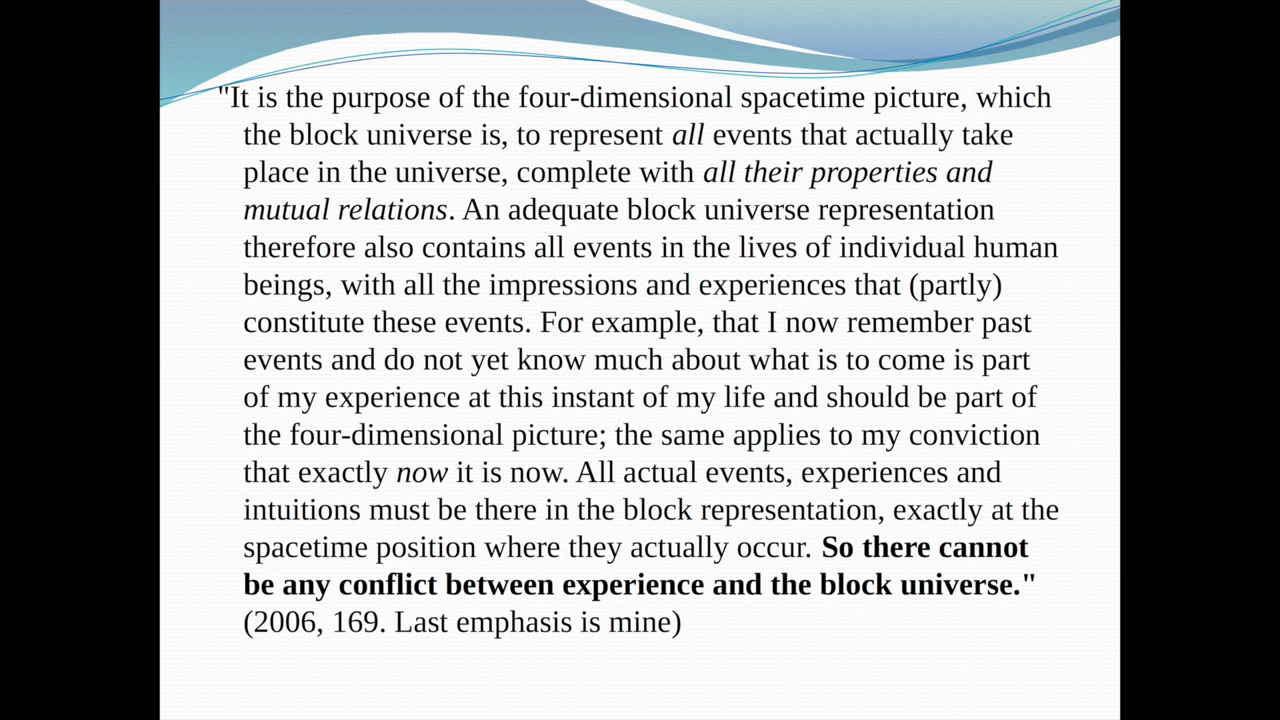 "It is the purpose of the four-dimensional spacetime picture, which
the block universe is, to represent all events that actually take
place in the universe, complete with all their properties and
mutual relations. An adequate block universe representation
therefore also contains all events in the lives of individual human
beings, with all the impressions and experiences that (partly)
constitute these events. For example, that I now remember past
events and do not yet know much about what is to come is part
of my experience at this instant of my life and should be part of
the four-dimensional picture; the same applies to my conviction
that exactly now it is now. All actual events, experiences and
intuitions must be there in the block representation, exactly at the
spacetime position where they actually occur. So there cannot
be any conflict between experience and the block universe."
(2006, 169. Last emphasis is mine)